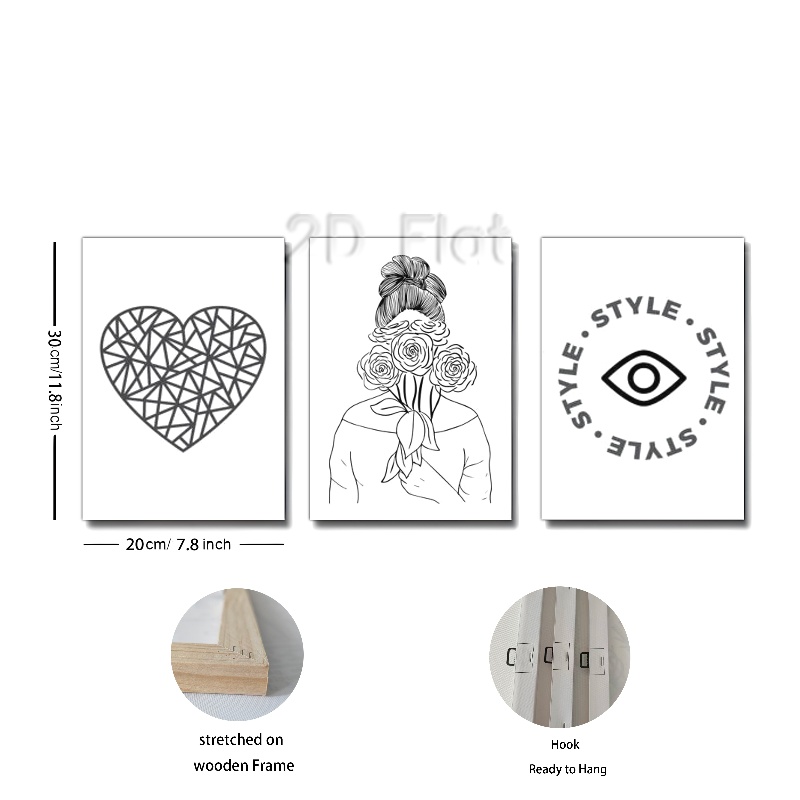 2D Flat
30cm/11.8inch
STYLE • STYLE • STYLE • STYLE •
20cm/ 7.8 inch
stretched on
wooden Frame
Hook
Ready to Hang